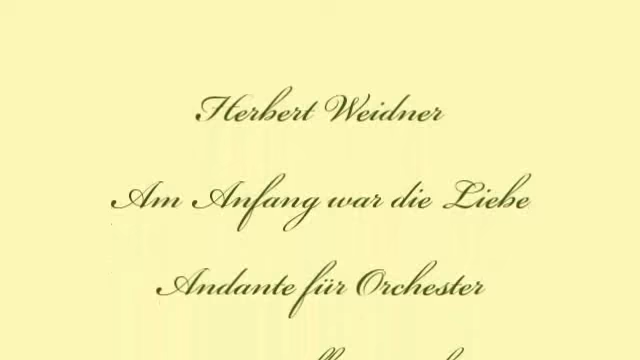 Herbert Weidner
Am Anfang war die Liebe
Andante für Orchester